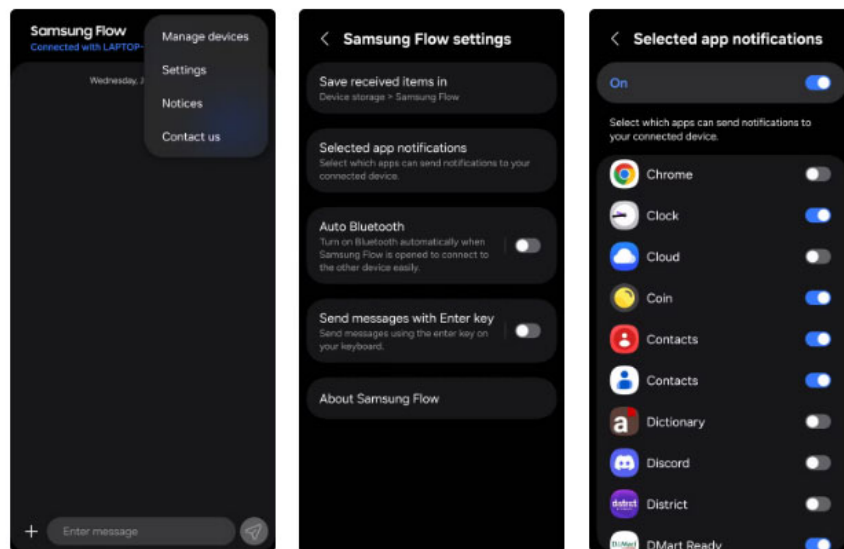 Samsung Flow
Connected with LAPTOP-
Wednesday, J
Manage devices
Settings
Notices
Contact us
Enter message
Samsung Flow settings
Save received items in
Device storage > Samsung Flow
Selected app notifications
Select which apps can send notifications to your
connected device.
Auto Bluetooth
Turn on Bluetooth automatically when
Samsung Flow is opened to connect to
the other device easily.
Send messages with Enter key
Send messages using the enter key on
your keyboard.
About Samsung Flow
Selected app notifications
On
Select which apps can send notifications to
your connected device.
Chrome
Clock
Cloud
Coin
Contacts
Contacts
a
Dictionary
Discord
district
District
DMart
DMart Ready